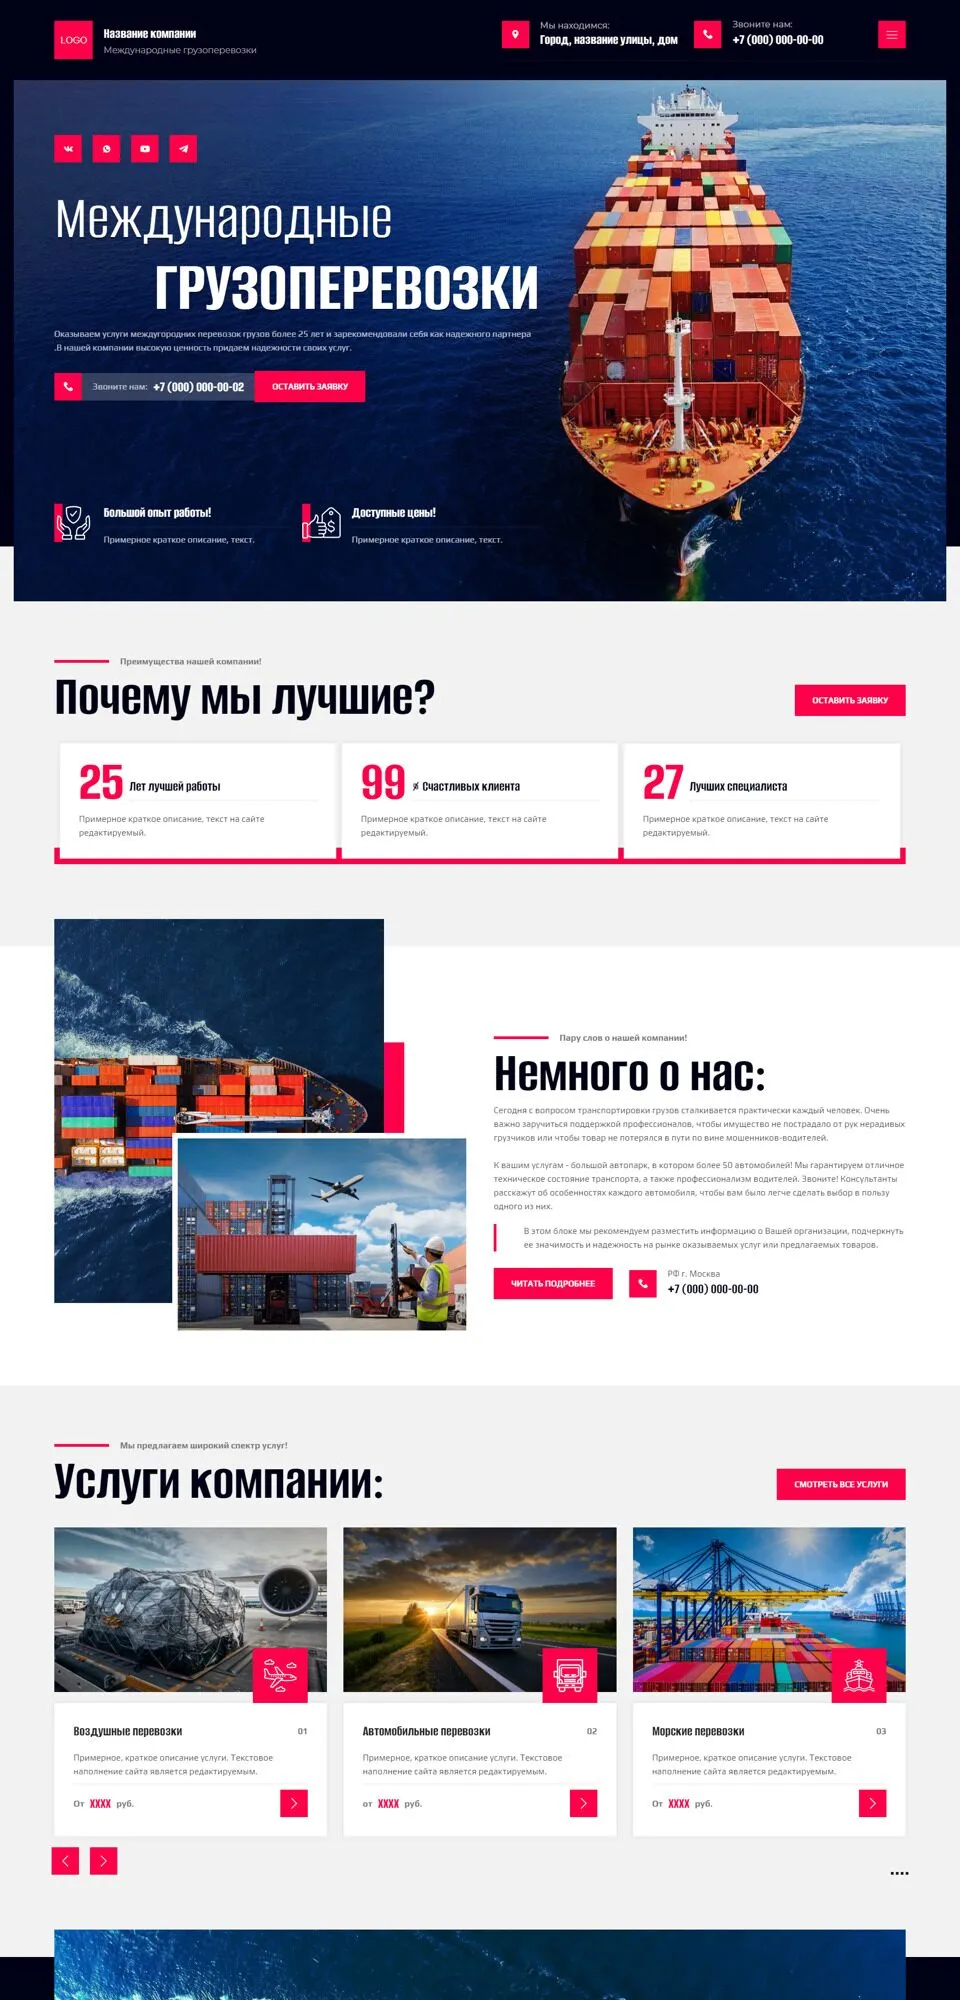 LOGO
Название компании
Международные грузоперевозки
Мы находимся:
Город, название улицы, дом
Звоните нам:
+7 (000) 000-00-00
Международные
ГРУЗОПЕРЕВОЗКИ
Оказываем услуги междугородних перевозок грузов более 25 лет и зарекомендовали себя как надежного партнера
.В нашей компании высокую ценность придаем надежности своих услуг.
Звоните нам: +7 (000) 000-00-02
ОСТАВИТЬ ЗАЯВКУ
Большой опыт работы!
Примерное краткое описание, текст.
Доступные цены!
Примерное краткое описание, текст.
Преимущества нашей компании!
Почему мы лучшие?
ОСТАВИТЬ ЗАЯВКУ
25 Лет лучшей работы
Примерное краткое описание, текст на сайте
редактируемый.
99 Счастливых клиента
Примерное краткое описание, текст на сайте
редактируемый.
27 Лучших специалиста
Примерное краткое описание, текст на сайте
редактируемый.
Пару слов о нашей компании!
Немного о нас:
Сегодня с вопросом транспортировки грузов сталкивается практически каждый человек. Очень
важно заручиться поддержкой профессионалов, чтобы имущество не пострадало от рук нерадивых
грузчиков или чтобы товар не потерялся в пути по вине мошенников-водителей.
К вашим услугам - большой автопарк, в котором более 50 автомобилей! Мы гарантируем отличное
техническое состояние транспорта, а также профессионализм водителей. Звоните! Консультанты
расскажут об особенностях каждого автомобиля, чтобы вам было легче сделать выбор в пользу
одного из них.
В этом блоке мы рекомендуем разместить информацию о Вашей организации, подчеркнуть
ее значимость и надежность на рынке оказываемых услуг или предлагаемых товаров.
ЧИТАТЬ ПОДРОБНЕЕ
РФ г. Москва
+7 (000) 000-00-00
Мы предлагаем широкий спектр услуг!
Услуги компании:
СМОТРЕТЬ ВСЕ УСЛУГИ
Воздушные перевозки 01
Примерное, краткое описание услуги. Текстовое
наполнение сайта является редактируемым.
От XXXX руб.
Автомобильные перевозки 02
Примерное, краткое описание услуги. Текстовое
наполнение сайта является редактируемым.
от XXXX руб.
Морские перевозки 03
Примерное, краткое описание услуги. Текстовое
наполнение сайта является редактируемым.
От XXXX руб.